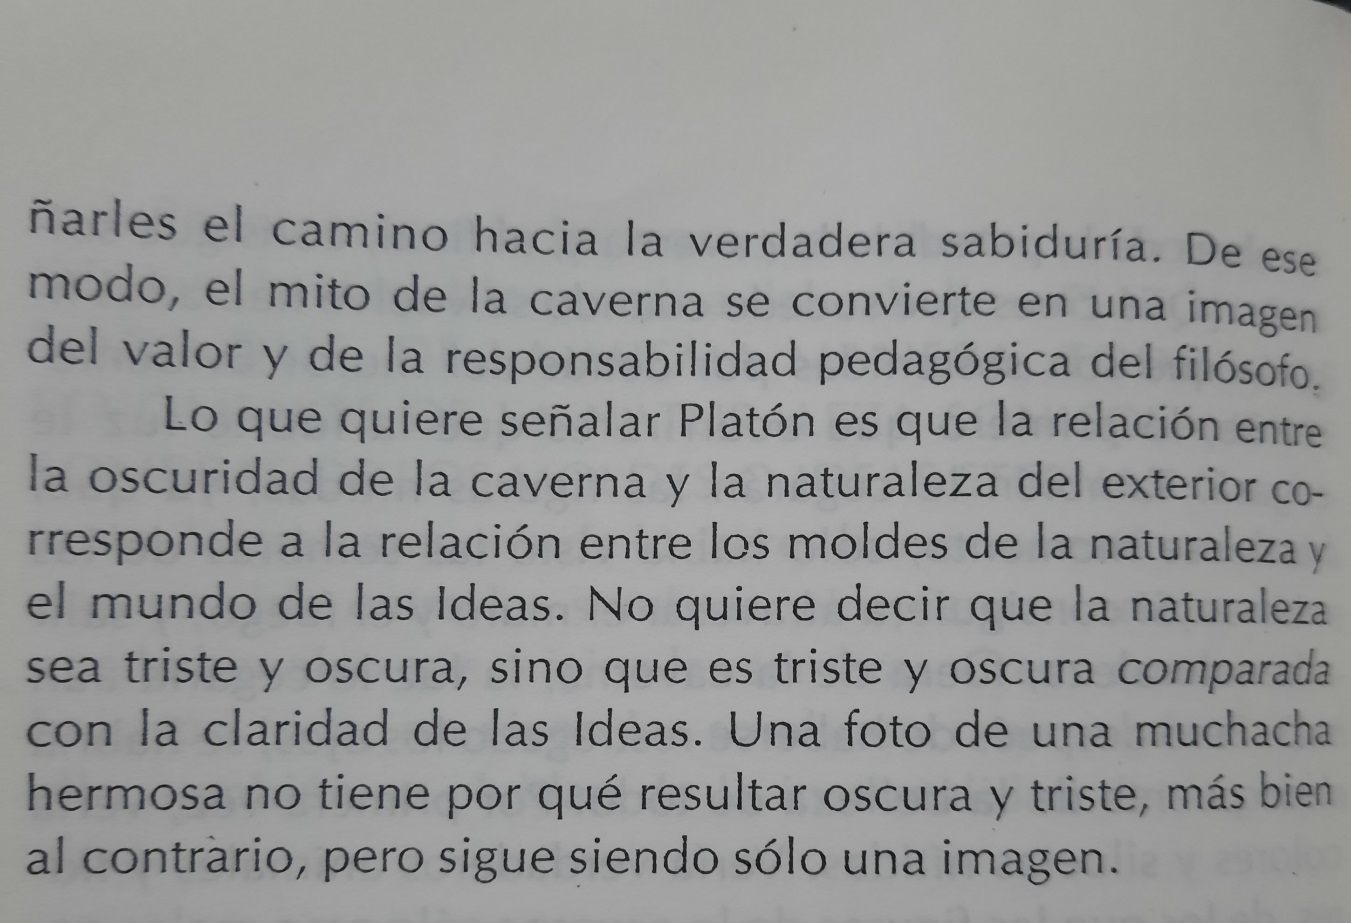 ñarles el camino hacia la verdadera sabiduría. De ese
modo, el mito de la caverna se convierte en una imagen
del valor y de la responsabilidad pedagógica del filósofo.
Lo que quiere señalar Platón es que la relación entre
la oscuridad de la caverna y la naturaleza del exterior co-
rresponde a la relación entre los moldes de la naturaleza y
el mundo de las Ideas. No quiere decir que la naturaleza
sea triste y oscura, sino que es triste y oscura comparada
con la claridad de las Ideas. Una foto de una muchacha
hermosa no tiene por qué resultar oscura y triste, más bien
al contrario, pero sigue siendo sólo una imagen.